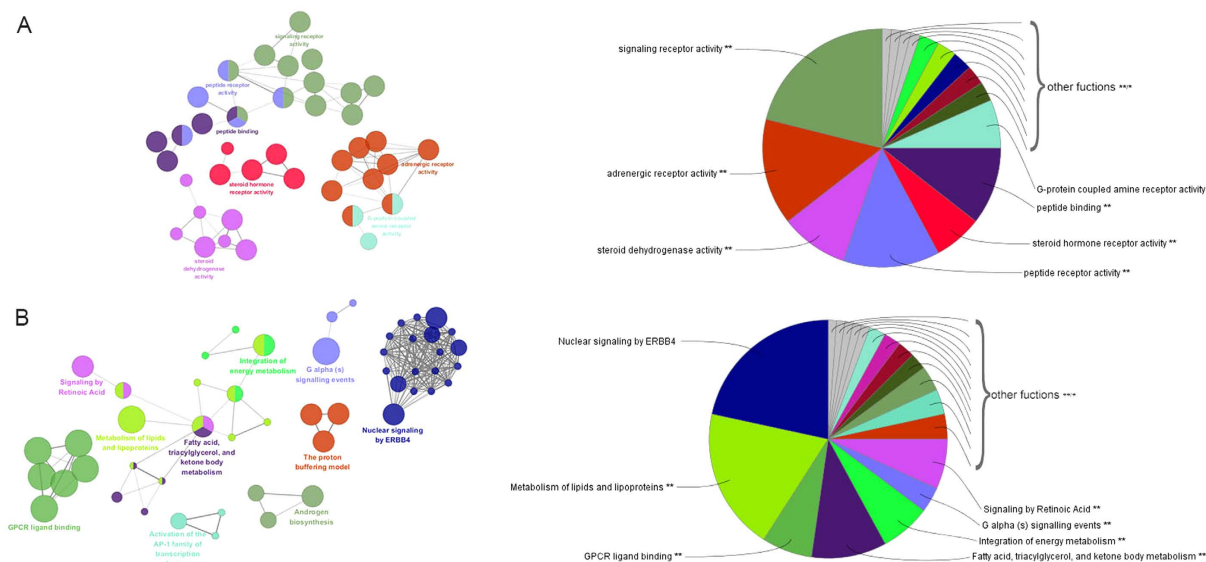 A
signaling receptor
activity
peptide receptor
activity
peptide binding
steroid hormone
receptor activity
adrenergic receptor
activity
G-protein coupled
amine receptor
activity
steroid
dehydrogenase
activity
signaling receptor activity **
adrenergic receptor activity **
steroid dehydrogenase activity **
other fuctions **/*
G-protein coupled amine receptor activity
peptide binding **
steroid hormone receptor activity **
peptide receptor activity **
B
Integration of
energy metabolism
G alpha (s)
signalling events
Nuclear signaling
by ERBB4
Signaling by
Retinoic Acid
Metabolism of lipids
and lipoproteins
Fatty acid,
triacylglycerol, and
ketone body
metabolism
The proton
buffering model
GPCR ligand binding
Androgen
biosynthesis
Activation of the
AP-1 family of
transcription
Nuclear signaling by ERBB4
Metabolism of lipids and lipoproteins **
GPCR ligand binding **
other fuctions **/*
Signaling by Retinoic Acid **
G alpha (s) signalling events **
Integration of energy metabolism **
Fatty acid, triacylglycerol, and ketone body metabolism **